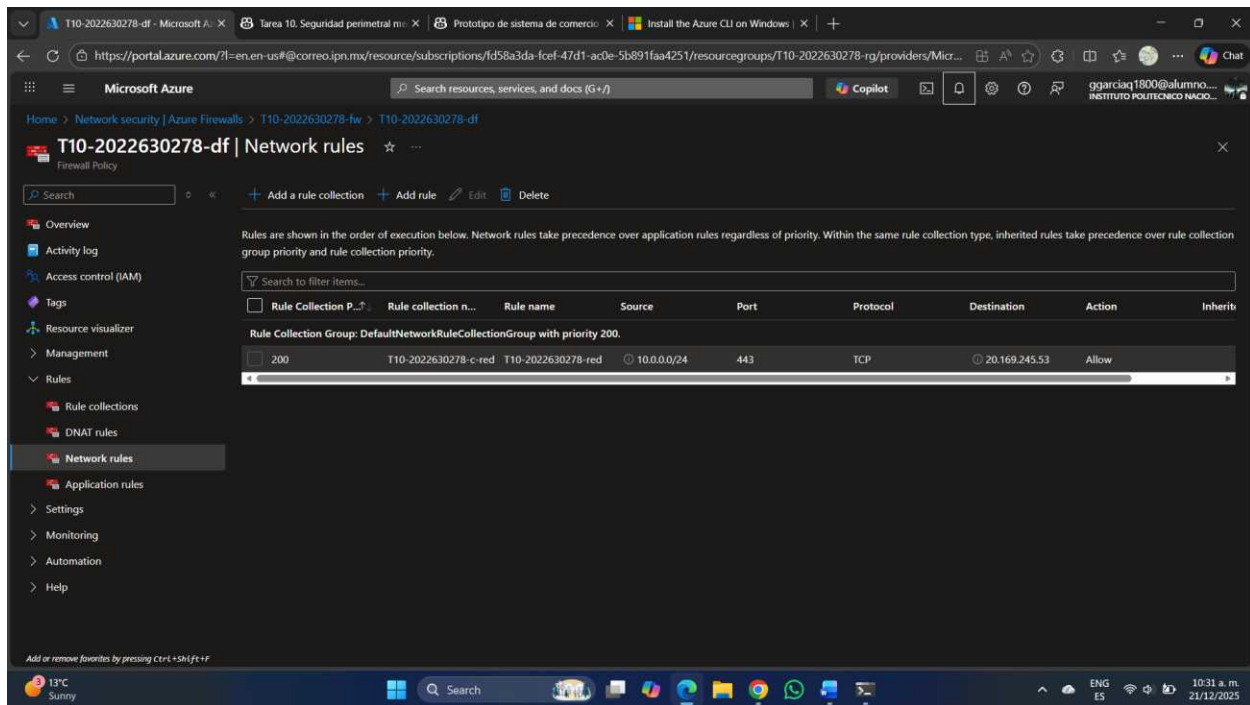 T10-2022630278-df - Microsoft A
Tarea 10. Seguridad perimetral me
Prototipo de sistema de comercio
Install the Azure CLI on Windows |
https://portal.azure.com/?l=en.en-us#@correo.ipn.mx/resource/subscriptions/fd58a3da-fcef-47d1-ac0e-5b891faa4251/resourcegroups/T10-2022630278-rg/providers/Micr...
Chat
Microsoft Azure
Search resources, services, and docs (G+/)
Copilot
ggarciaq1800@alumno....
INSTITUTO POLITECNICO NACIO...
Home > Network security | Azure Firewalls > T10-2022630278-fw > T10-2022630278-df
T10-2022630278-df | Network rules
Firewall Policy
Search
Add a rule collection
Add rule
Edit
Delete
Overview
Activity log
Access control (IAM)
Tags
Resource visualizer
Management
Rules
Rule collections
DNAT rules
Network rules
Application rules
Settings
Monitoring
Automation
Help
Rules are shown in the order of execution below. Network rules take precedence over application rules regardless of priority. Within the same rule collection type, inherited rules take precedence over rule collection
group priority and rule collection priority.
Search to filter items...
Rule Collection P... Rule collection n... Rule name Source Port Protocol Destination Action Inherite
Rule Collection Group: DefaultNetworkRuleCollectionGroup with priority 200.
200 T10-2022630278-c-red T10-2022630278-red 10.0.0.0/24 443 TCP 20.169.245.53 Allow
Add or remove favorites by pressing Ctrl+Shift+F
3
13°C
Sunny
Search
ENG
ES
10:31 a. m.
21/12/2025